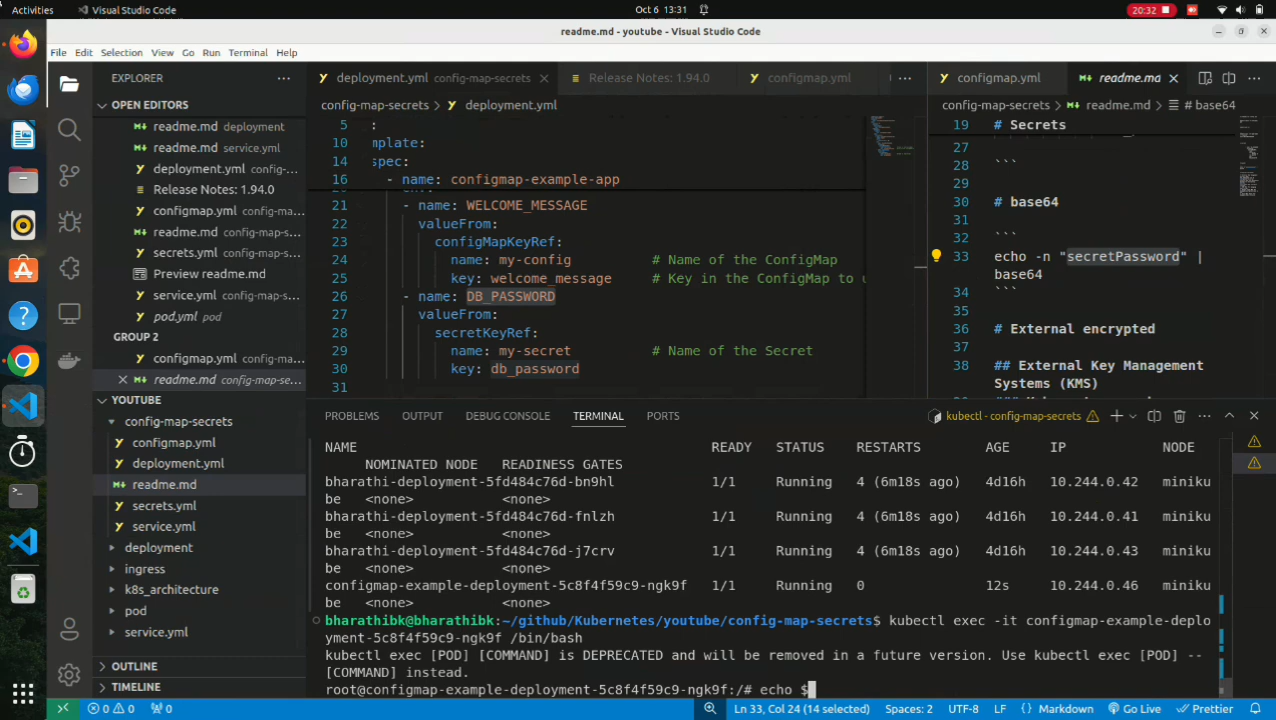 Activities
Visual Studio Code
Oct 6 13:31
20:32
readme.md - youtube - Visual Studio Code
File Edit Selection View Go Run Terminal Help
EXPLORER
OPEN EDITORS
readme.md deployment
readme.md service.yml
deployment.yml config-...
Release Notes: 1.94.0
configmap.yml config-ma...
readme.md config-map-s...
secrets.yml config-map-s...
Preview readme.md
service.yml config-map-s...
pod.yml pod
GROUP 2
configmap.yml config-ma...
readme.md config-map-se...
YOUTUBE
config-map-secrets
configmap.yml
deployment.yml
readme.md
secrets.yml
service.yml
deployment
ingress
k8s_architecture
pod
service.yml
OUTLINE
TIMELINE
deployment.yml config-map-secrets
Release Notes: 1.94.0
configmap.yml
config-map-secrets > deployment.yml
5 :
10 mplate:
14 spec:
16 - name: configmap-example-app
21 - name: WELCOME_MESSAGE
22 valueFrom:
23 configMapKeyRef:
24 name: my-config # Name of the ConfigMap
25 key: welcome_message # Key in the ConfigMap to u
26 - name: DB_PASSWORD
27 valueFrom:
28 secretKeyRef:
29 name: my-secret # Name of the Secret
30 key: db_password
31
configmap.yml
readme.md
config-map-secrets > readme.md > # base64
19 # Secrets
27
28 ```
29
30 # base64
31
32 ```
33 echo -n "secretPassword" |
base64
34 ```
35
36 # External encrypted
37
38 ## External Key Management
Systems (KMS)
PROBLEMS OUTPUT DEBUG CONSOLE TERMINAL PORTS
kubectl - config-map-secrets
NAME READY STATUS RESTARTS AGE IP NODE
NOMINATED NODE READINESS GATES
bharathi-deployment-5fd484c76d-bn9hl 1/1 Running 4 (6m18s ago) 4d16h 10.244.0.42 miniku
be <none> <none>
bharathi-deployment-5fd484c76d-fnlzh 1/1 Running 4 (6m18s ago) 4d16h 10.244.0.41 miniku
be <none> <none>
bharathi-deployment-5fd484c76d-j7crv 1/1 Running 4 (6m18s ago) 4d16h 10.244.0.43 miniku
be <none> <none>
configmap-example-deployment-5c8f4f59c9-ngk9f 1/1 Running 0 12s 10.244.0.46 miniku
be <none> <none>
bharathibk@bharathibk:~/github/Kubernetes/youtube/config-map-secrets$ kubectl exec -it configmap-example-deplo
yment-5c8f4f59c9-ngk9f /bin/bash
kubectl exec [POD] [COMMAND] is DEPRECATED and will be removed in a future version. Use kubectl exec [POD] --
[COMMAND] instead.
root@configmap-example-deployment-5c8f4f59c9-ngk9f:/# echo $
0 0 0
Ln 33, Col 24 (14 selected) Spaces: 2 UTF-8 LF {} Markdown Go Live Prettier